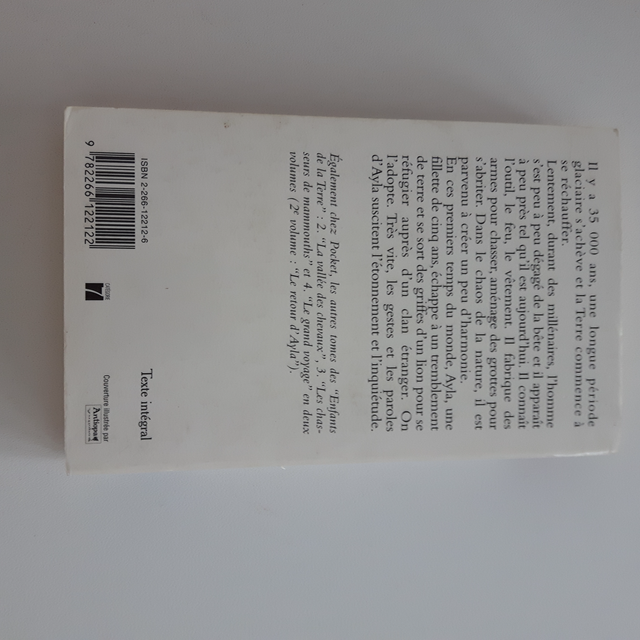 Il y a 35 000 ans, une longue période
glaciaire s'achève et la Terre commence à
se réchauffer.
Lentement, durant des millénaires, l'homme
s'est peu à peu dégagé de la bête et il apparaît
à peu près tel qu'il est aujourd'hui. Il connaît
l'outil, le feu, le vêtement. Il fabrique des
armes pour chasser, aménage des grottes pour
s'abriter. Dans le chaos de la nature, il est
parvenu à créer un peu d'harmonie.
En ces premiers temps du monde, Ayla, une
fillette de cinq ans, échappe à un tremblement
de terre et se sort des griffes d'un lion pour se
réfugier auprès d'un clan étranger. On
l'adopte. Très vite, les gestes et les paroles
d'Ayla suscitent l'étonnement et l'inquiétude.
Également chez Pocket, les autres tomes des "Enfants
de la Terre" : 2. "La vallée des chevaux", 3. "Les chas-
seurs de mammouths" et 4. "Le grand voyage" en deux
volumes (2e volume : "Le retour d'Ayla").
Texte intégral
Couverture illustrée par
Antiope
CATÉGORIE
7
ISBN 2-266-12212-6
9 782266 122122